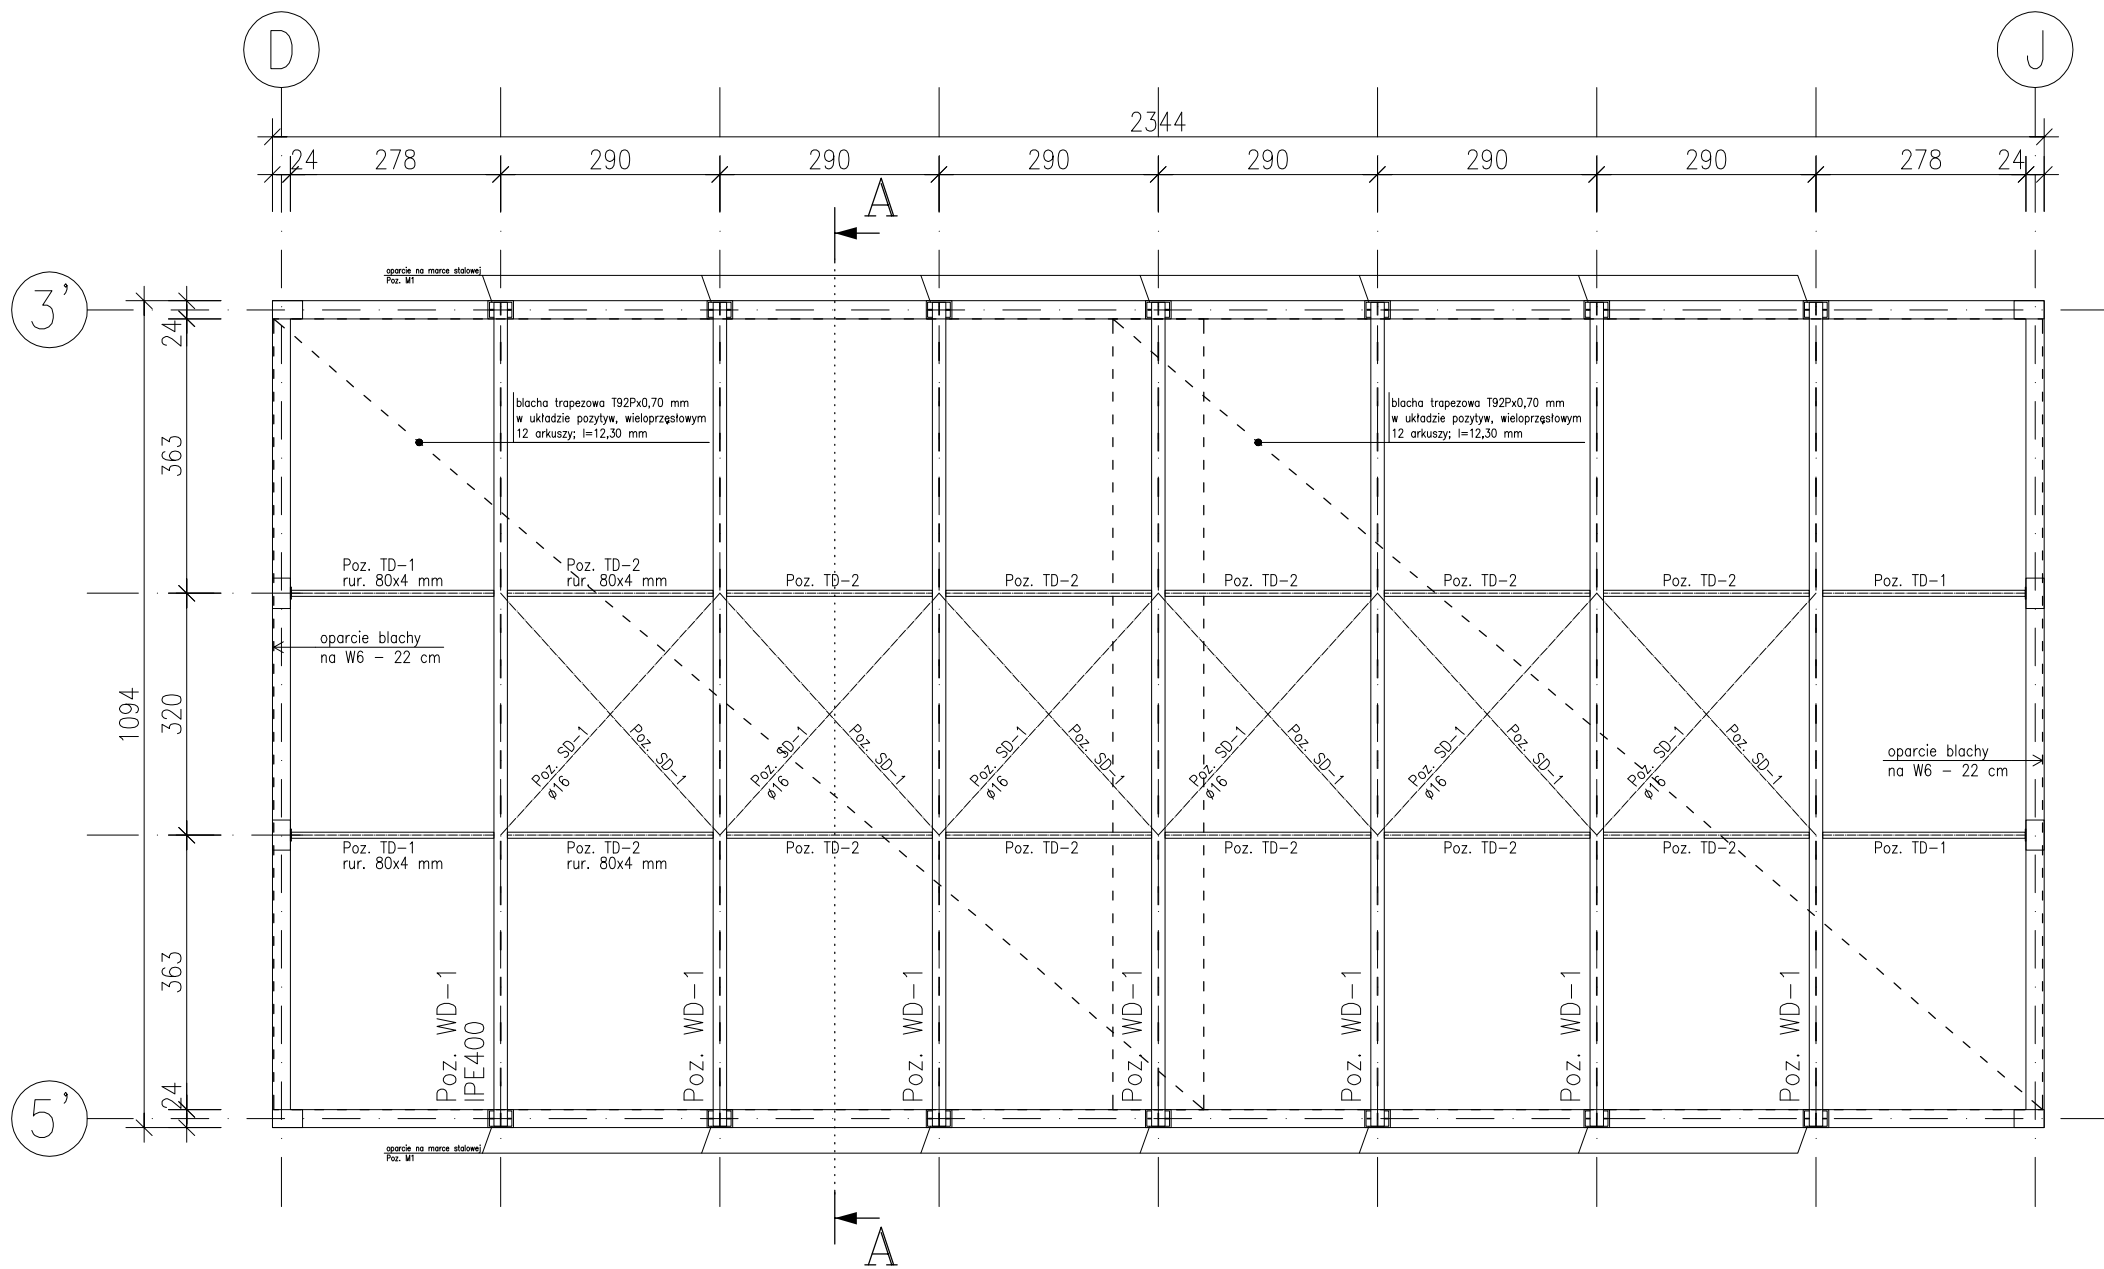 D
J
2344
24
278
290
290
290
290
290
290
278
24
A
oparcie na marce stalowej
Poz. M1
3'
24
blacha trapezowa T92Px0,70 mm
w układzie pozytyw, wieloprzęsłowym
12 arkuszy; l=12,30 mm
blacha trapezowa T92Px0,70 mm
w układzie pozytyw, wieloprzęsłowym
12 arkuszy; l=12,30 mm
363
Poz. TD-1
rur. 80x4 mm
Poz. TD-2
rur. 80x4 mm
Poz. TD-2
Poz. TD-2
Poz. TD-2
Poz. TD-2
Poz. TD-2
Poz. TD-1
oparcie blachy
na W6 - 22 cm
1094
320
Poz. SD-1
ø16
Poz. SD-1
Poz. SD-1
ø16
Poz. SD-1
Poz. SD-1
ø16
Poz. SD-1
Poz. SD-1
ø16
Poz. SD-1
Poz. SD-1
ø16
Poz. SD-1
Poz. SD-1
ø16
Poz. SD-1
oparcie blachy
na W6 - 22 cm
Poz. TD-1
rur. 80x4 mm
Poz. TD-2
rur. 80x4 mm
Poz. TD-2
Poz. TD-2
Poz. TD-2
Poz. TD-2
Poz. TD-2
Poz. TD-1
363
Poz. WD-1
IPE400
Poz. WD-1
Poz. WD-1
Poz. WD-1
Poz. WD-1
Poz. WD-1
Poz. WD-1
24
5'
oparcie na marce stalowej
Poz. M1
A